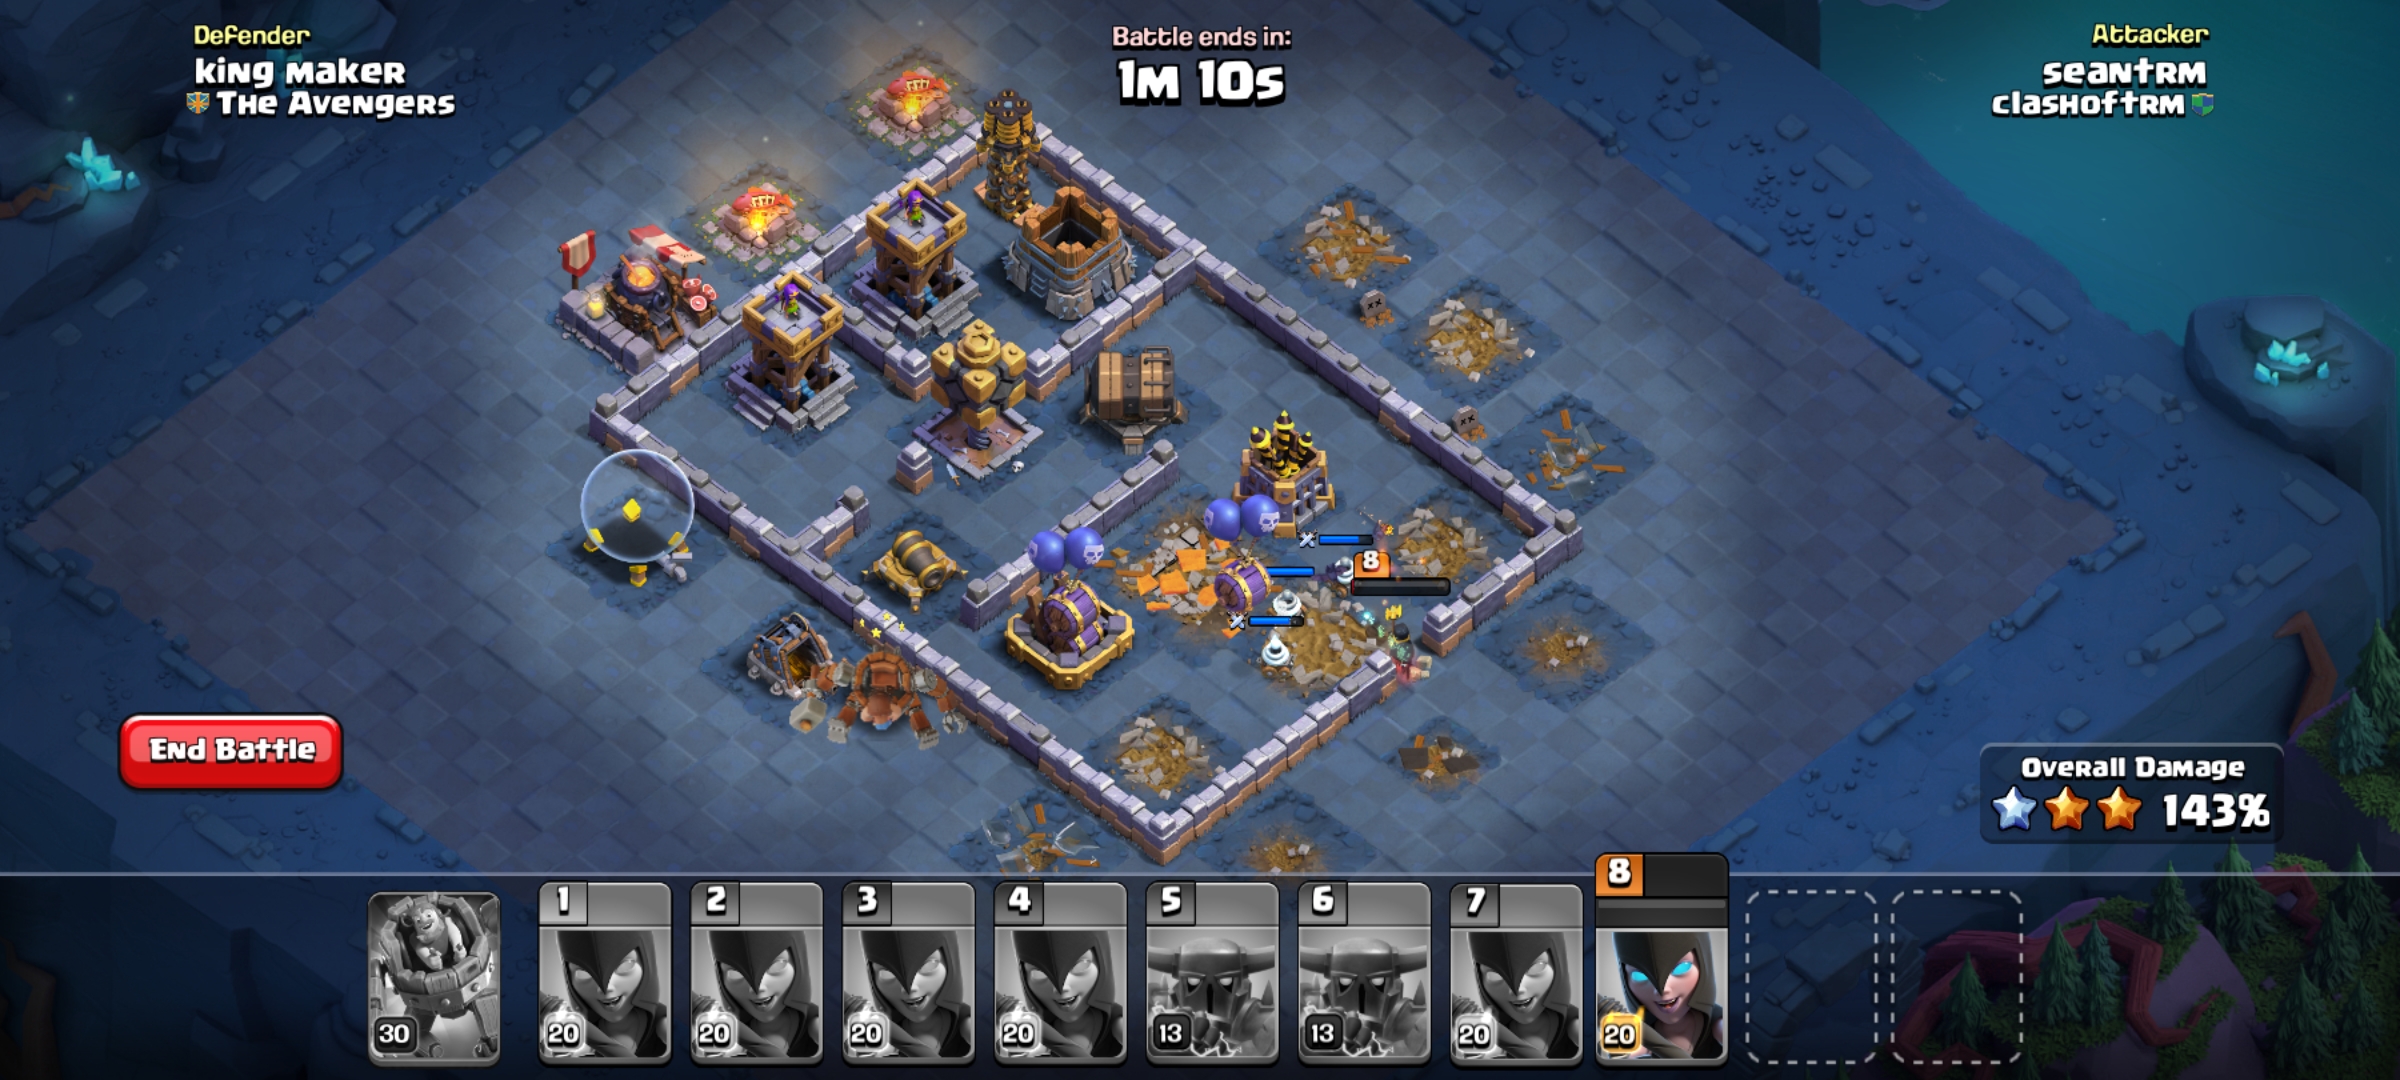 Defender
king maker
The Avengers
Battle ends in:
1m 10s
Attacker
seantrm
clashoftrm
8
End Battle
Overall Damage
143%
1
2
3
4
5
6
7
8
30
20
20
20
20
13
13
20
20